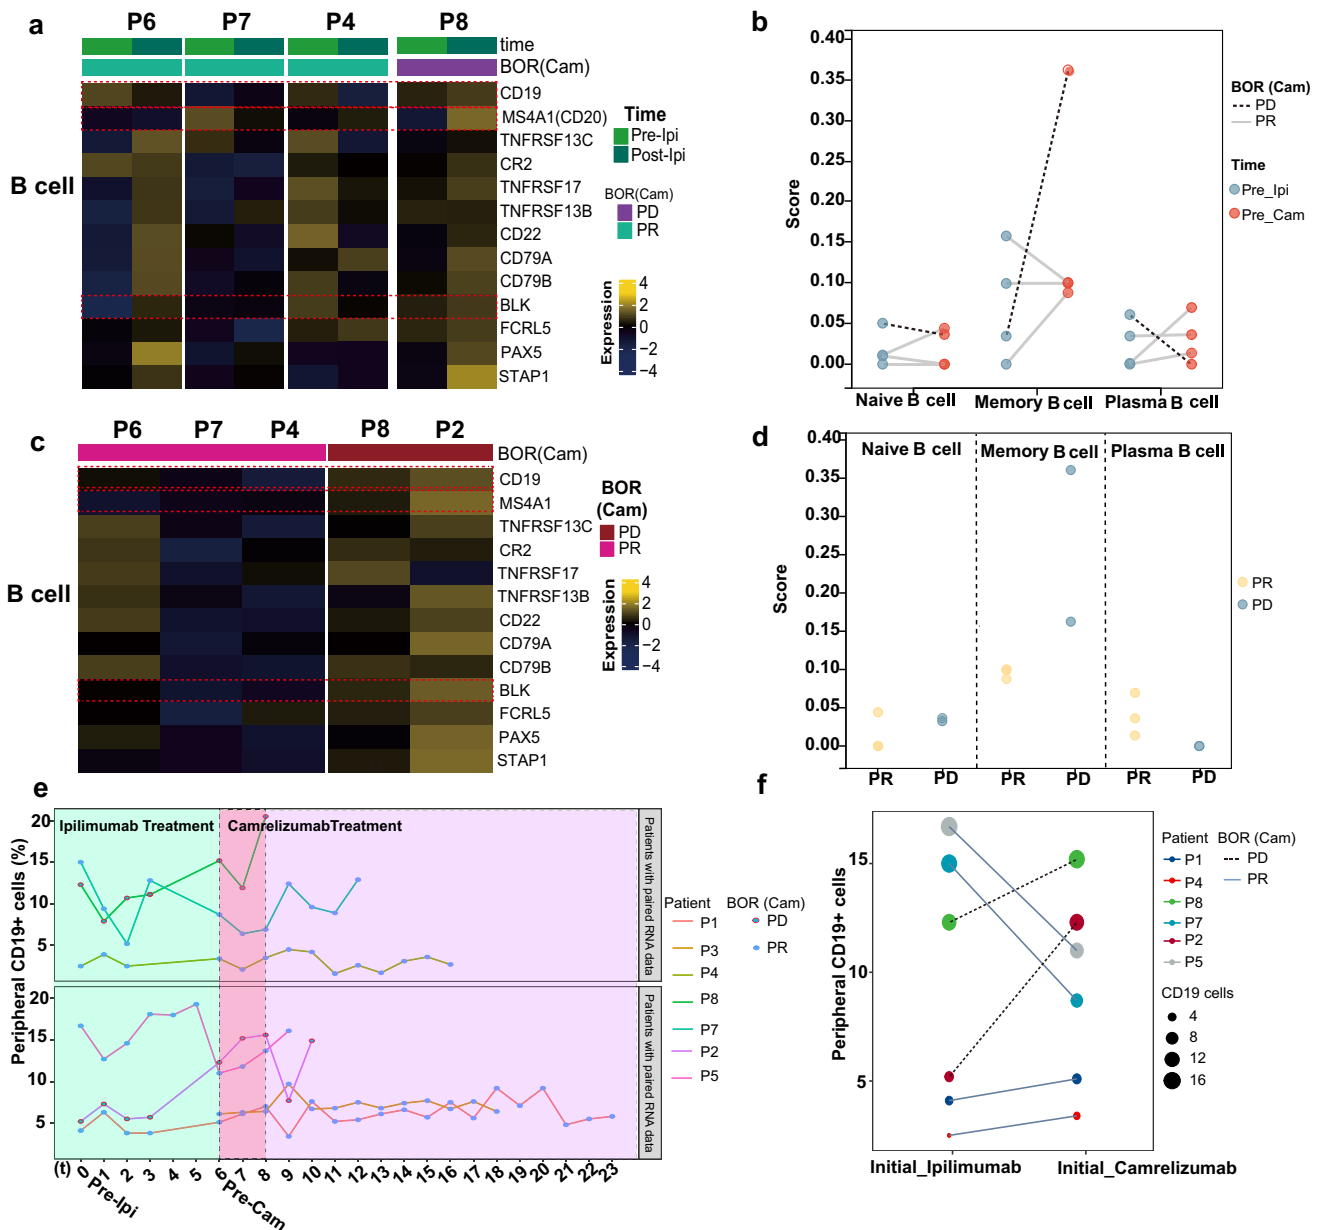 a
P6 P7 P4 P8
time
BOR(Cam)
B cell
CD19
MS4A1(CD20)
TNFRSF13C
CR2
TNFRSF17
TNFRSF13B
CD22
CD79A
CD79B
BLK
FCRL5
PAX5
STAP1
Time
Pre-Ipi
Post-Ipi
BOR(Cam)
PD
PR
Expression
4
2
0
−2
−4
b
Score
0.40
0.35
0.30
0.25
0.20
0.15
0.10
0.05
0.00
Naive B cell Memory B cell Plasma B cell
BOR (Cam)
PD
PR
Time
Pre_Ipi
Pre_Cam
c
P6 P7 P4 P8 P2
BOR(Cam)
B cell
CD19
MS4A1
TNFRSF13C
CR2
TNFRSF17
TNFRSF13B
CD22
CD79A
CD79B
BLK
FCRL5
PAX5
STAP1
BOR
(Cam)
PD
PR
Expression
4
2
0
−2
−4
d
Naive B cell Memory B cell Plasma B cell
Score
0.40
0.35
0.30
0.25
0.20
0.15
0.10
0.05
0.00
PR PD PR PD PR PD
PR
PD
e
Peripheral CD19+ cells (%)
Ipilimumab Treatment CamrelizumabTreatment
20
15
10
5
Patients with paired RNA data
20
15
10
5
Patients with paired RNA data
(t) 0 1 2 3 4 5 6 7 8 9 10 11 12 13 14 15 16 17 18 19 20 21 22 23
Pre-Ipi Pre-Cam
Patient
P1
P3
P4
P8
P7
P2
P5
BOR (Cam)
PD
PR
f
Peripheral CD19+ cells
15
10
5
Initial_Ipilimumab Initial_Camrelizumab
Patient
P1
P4
P8
P7
P2
P5
BOR (Cam)
PD
PR
CD19 cells
4
8
12
16